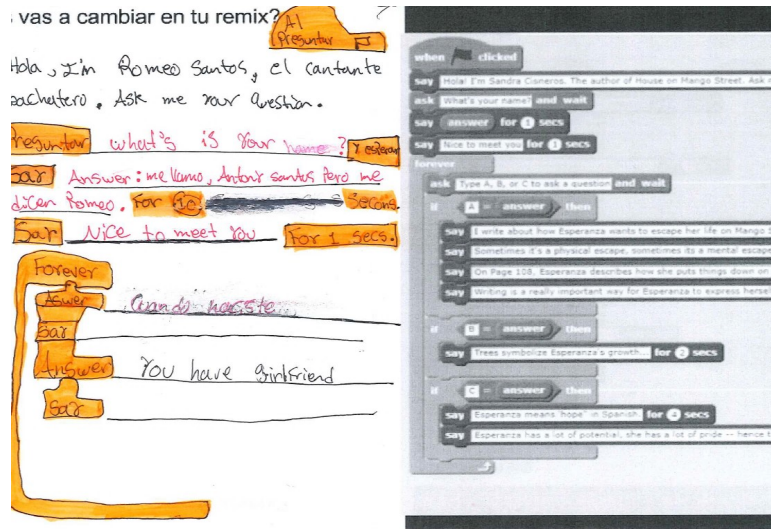 vas a cambiar en tu remix?
Al
Preguntar
Hola, I'm Romeo Santos, el cantante
bachatero. Ask me your Question.
Preguntar what's is your name ? Y esperar
Sar Answer: me llamo, Antony santos Pero me
dicen Romeo. For 10 Secons.
Sar Nice to meet you For 1 secs.
Forever
Aswer Cuando naciste
Sar
Answer You have girlfriend
Sar
when clicked
say Hola! I'm Sandra Cisneros. The author of House on Mango Street. Ask
ask What's your name? and wait
say answer for 1 secs
say Nice to meet you for 1 secs
forever
ask Type A, B, or C to ask a question and wait
if A = answer then
say I write about how Esperanza wants to escape her life on Mango
say Sometimes it's a physical escape, sometimes its a mental escape
say On Page 108, Esperanza describes how she puts things down on
say Writing is a really important way for Esperanza to express
if B = answer then
say Trees symbolize Esperanza's growth... for 2 secs
if C = answer then
say Esperanza means "hope" in Spanish. for 4 secs
say Esperanza has a lot of potential, she has a lot of pride -- hence